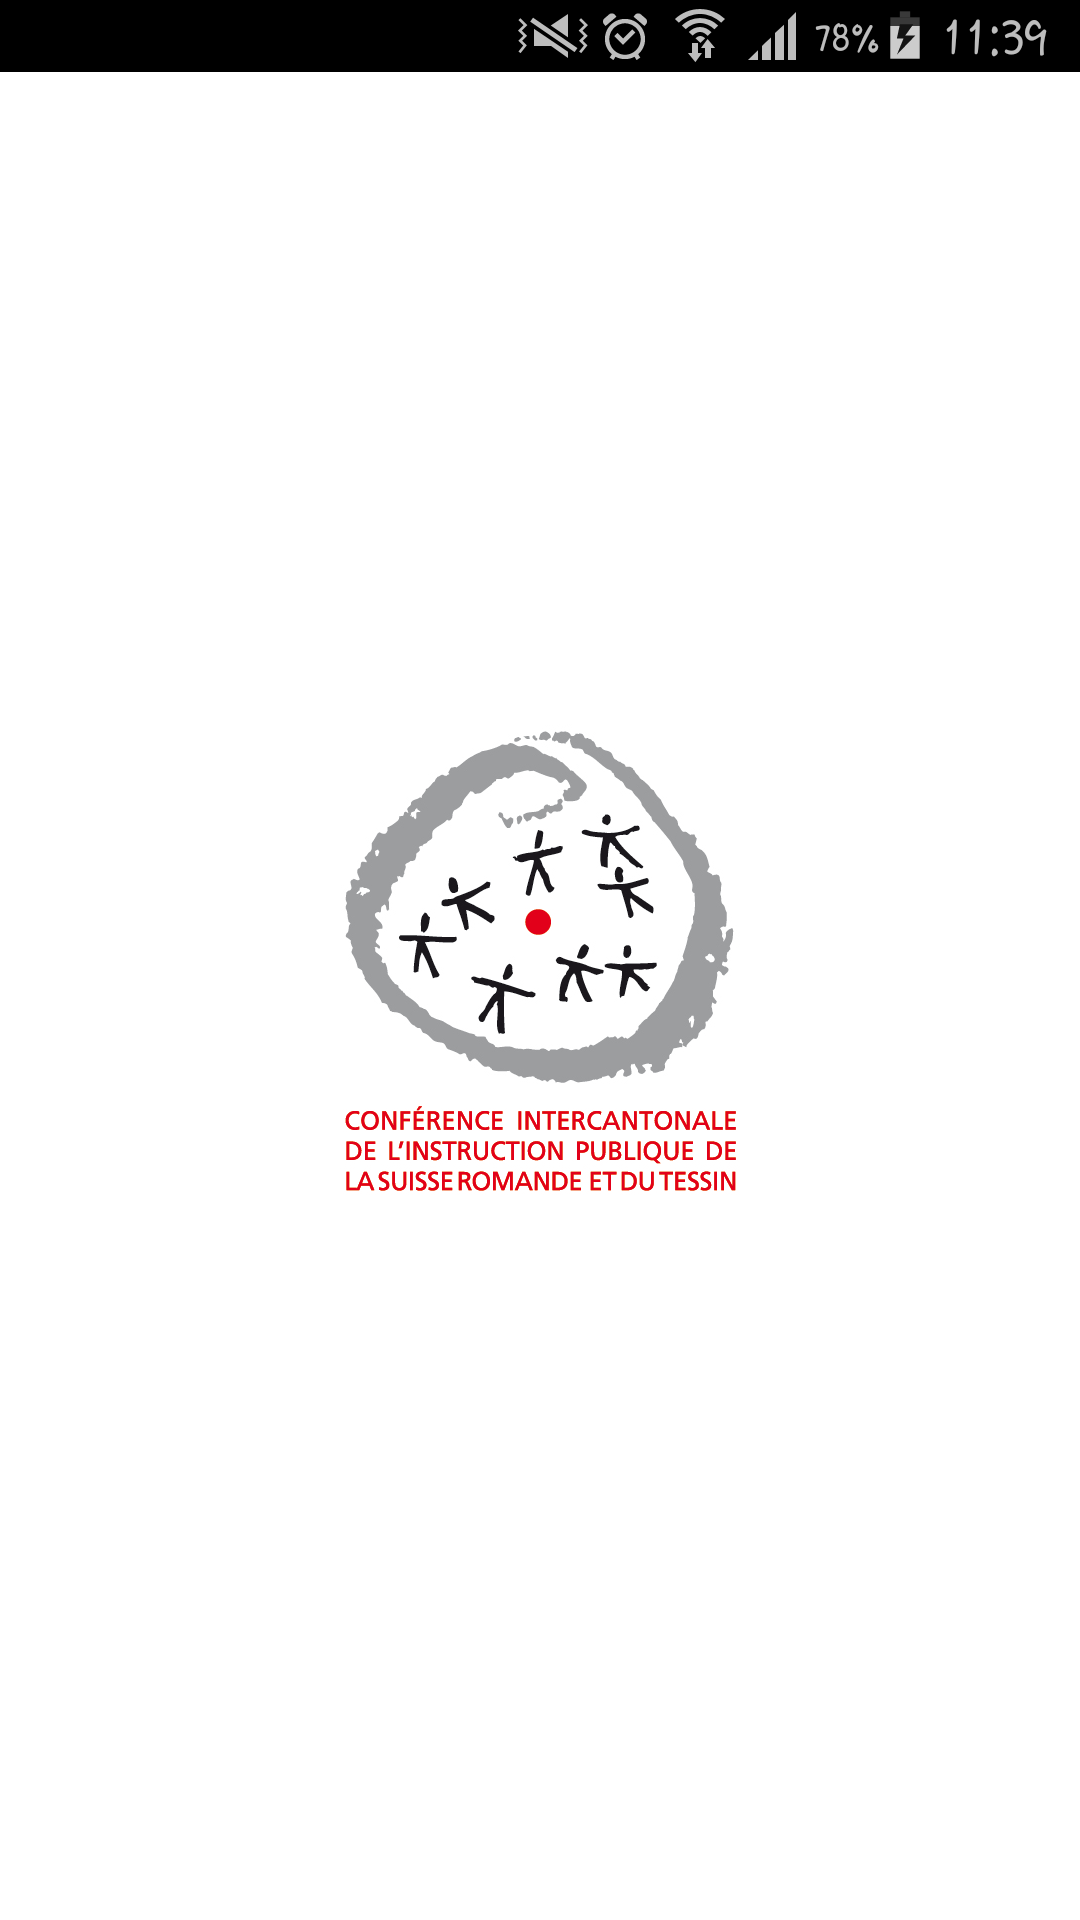 78% 11:39
CONFÉRENCE INTERCANTONALE
DE L'INSTRUCTION PUBLIQUE DE
LA SUISSE ROMANDE ET DU TESSIN